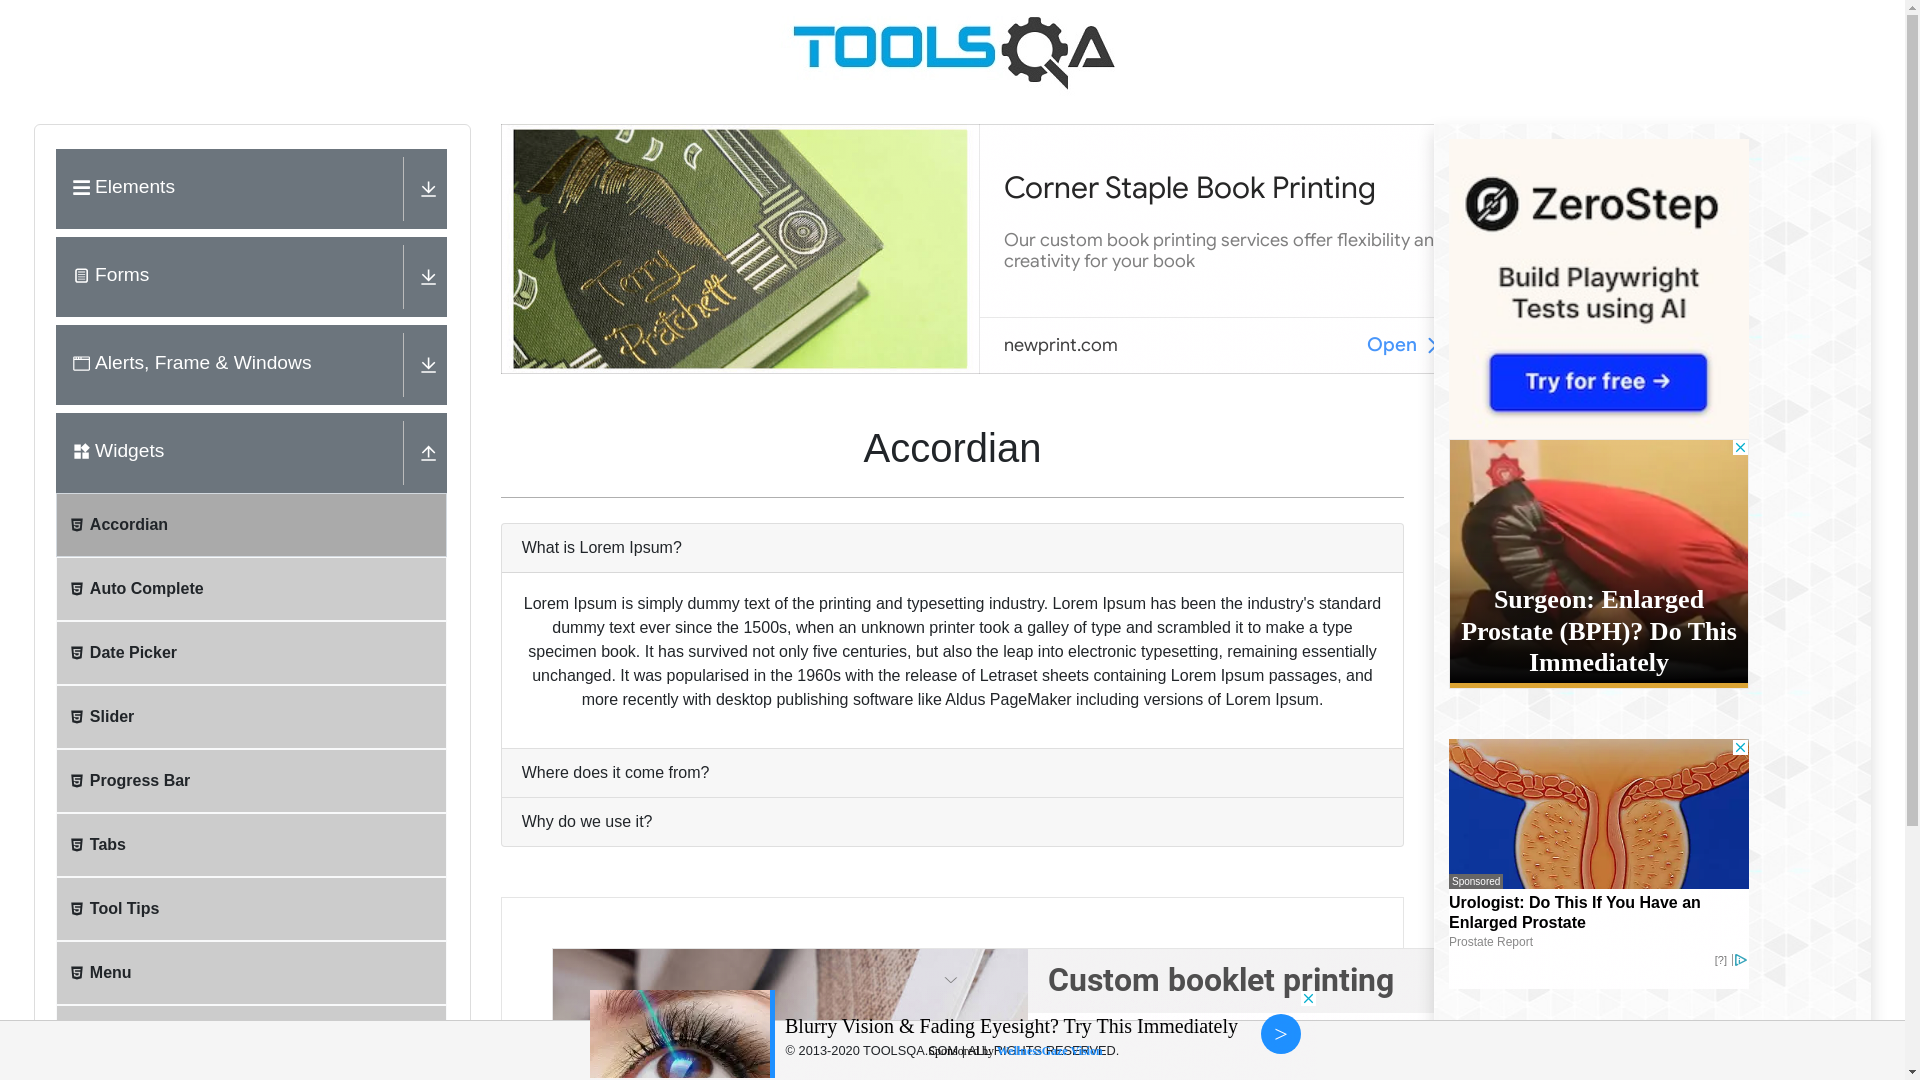 TOOLSQA
Elements
Forms
Alerts, Frame & Windows
Widgets
Accordian
Auto Complete
Date Picker
Slider
Progress Bar
Tabs
Tool Tips
Menu
Terry
Pratchett
Corner Staple Book Printing
Our custom book printing services offer flexibility an
creativity for your book
newprint.com
Open
Accordian
What is Lorem Ipsum?
Lorem Ipsum is simply dummy text of the printing and typesetting industry. Lorem Ipsum has been the industry's standard
dummy text ever since the 1500s, when an unknown printer took a galley of type and scrambled it to make a type
specimen book. It has survived not only five centuries, but also the leap into electronic typesetting, remaining essentially
unchanged. It was popularised in the 1960s with the release of Letraset sheets containing Lorem Ipsum passages, and
more recently with desktop publishing software like Aldus PageMaker including versions of Lorem Ipsum.
Where does it come from?
Why do we use it?
Custom booklet printing
ZeroStep
Build Playwright
Tests using AI
Try for free →
Surgeon: Enlarged
Prostate (BPH)? Do This
Immediately
Sponsored
Urologist: Do This If You Have an
Enlarged Prostate
Prostate Report
[?]
Blurry Vision & Fading Eyesight? Try This Immediately
>
© 2013-2020 TOOLSQA.COM | ALL RIGHTS RESERVED.
Sponsored by